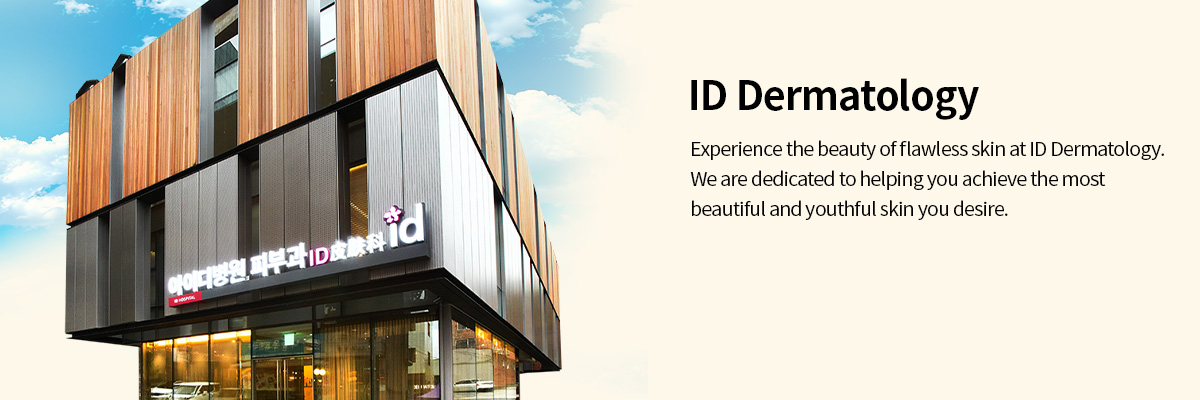 ID Dermatology
Experience the beauty of flawless skin at ID Dermatology.
We are dedicated to helping you achieve the most
beautiful and youthful skin you desire.
아이디병원 피부과 ID皮膚科 id
ID HOSPITAL